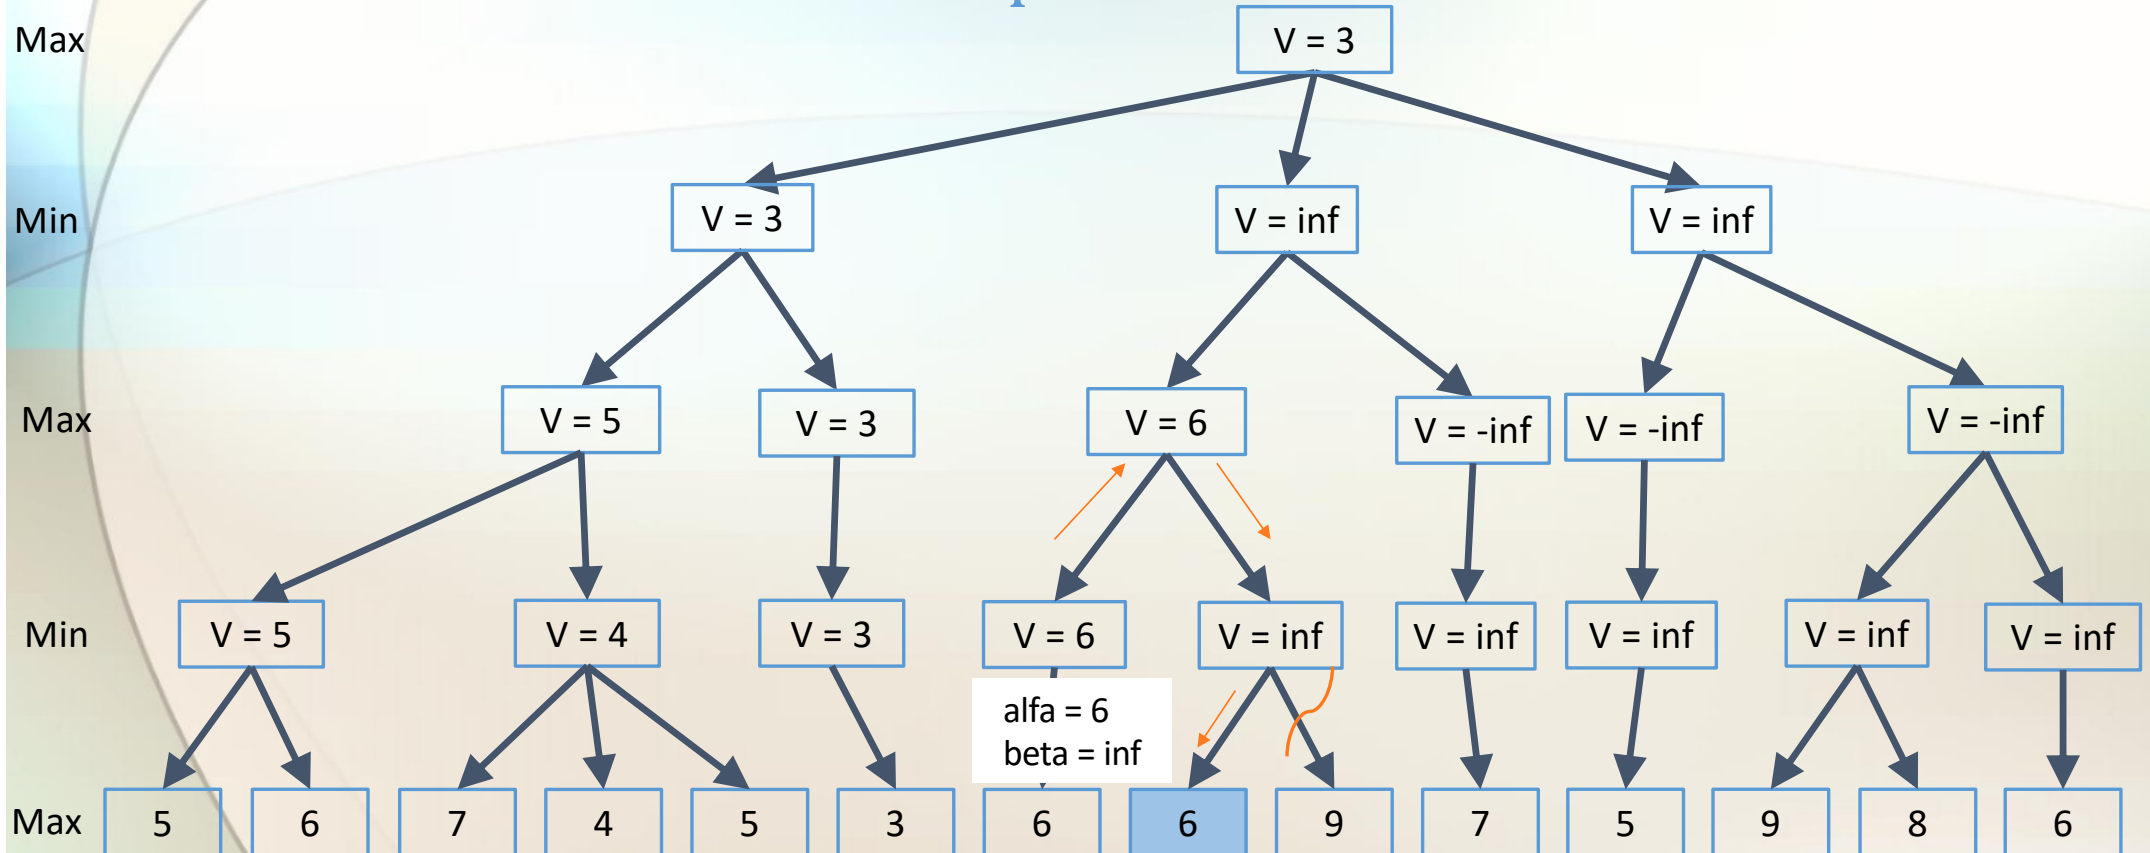 Max
V = 3
Min
V = 3
V = inf
V = inf
Max
V = 5
V = 3
V = 6
V = -inf
V = -inf
V = -inf
Min
V = 5
V = 4
V = 3
V = 6
V = inf
V = inf
V = inf
V = inf
V = inf
alfa = 6
beta = inf
Max
5
6
7
4
5
3
6
6
9
7
5
9
8
6